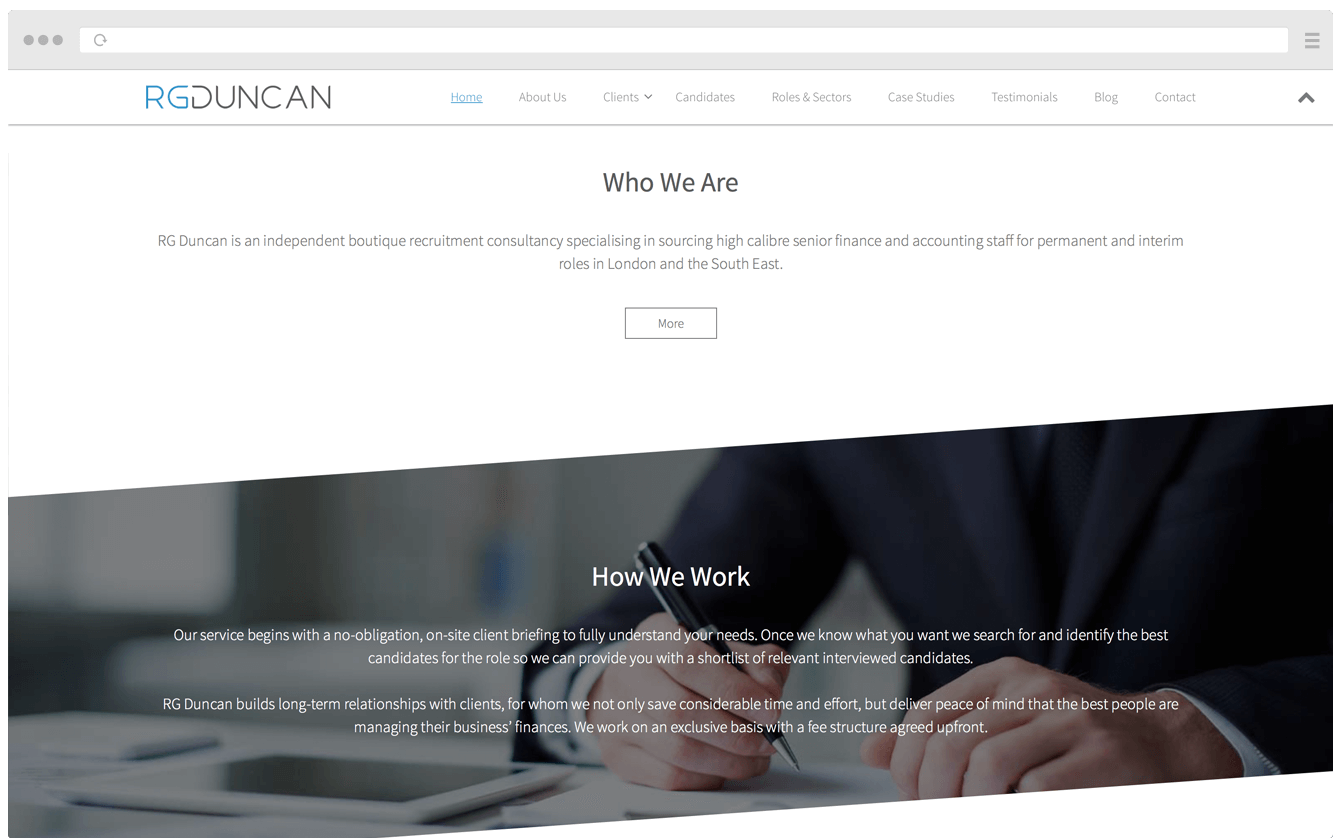 RGDUNCAN
Home About Us Clients Candidates Roles & Sectors Case Studies Testimonials Blog Contact
Who We Are
RG Duncan is an independent boutique recruitment consultancy specialising in sourcing high calibre senior finance and accounting staff for permanent and interim
roles in London and the South East.
More
How We Work
Our service begins with a no-obligation, on-site client briefing to fully understand your needs. Once we know what you want we search for and identify the best
candidates for the role so we can provide you with a shortlist of relevant interviewed candidates.
RG Duncan builds long-term relationships with clients, for whom we not only save considerable time and effort, but deliver peace of mind that the best people are
managing their business’ finances. We work on an exclusive basis with a fee structure agreed upfront.